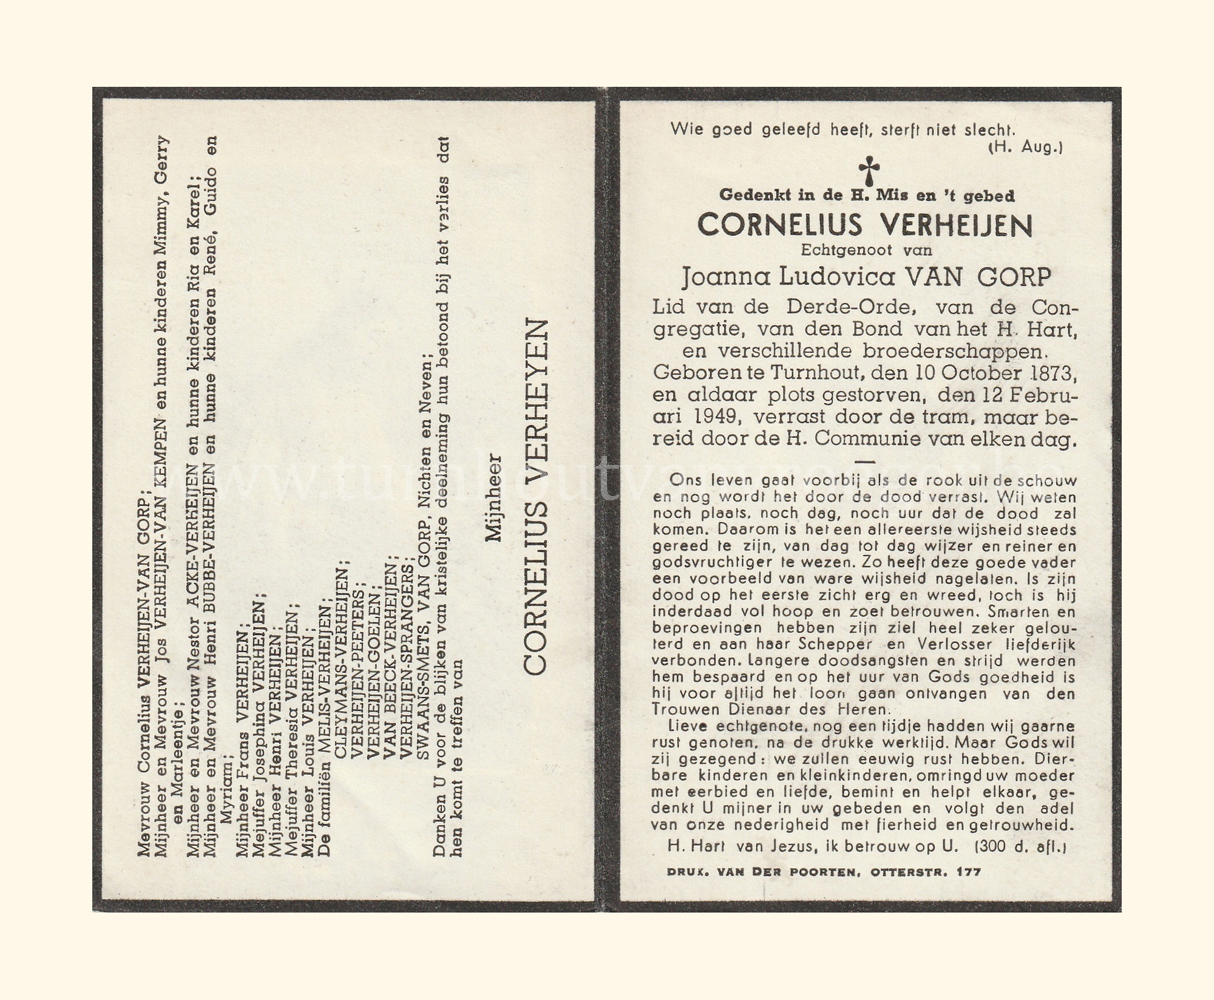 Mevrouw Cornelius VERHEIJEN-VAN GORP;
Mijnheer en Mevrouw Jos VERHEIJEN-VAN KEMPEN en hunne kinderen Mimmy, Gerry
en Marleentje;
Mijnheer en Mevrouw Nestor ACKE-VERHEIJEN en hunne kinderen Ria en Karel;
Mijnheer en Mevrouw Henri BUBBE-VERHEIJEN en hunne kinderen René, Guido en
Myriam;
Mijnheer Frans VERHEIJEN;
Mejuffer Josephina VERHEIJEN;
Mijnheer Henri VERHEIJEN;
Mejuffer Theresia VERHEIJEN;
Mijnheer Louis VERHEIJEN;
De familiën MELIS-VERHEIJEN;
CLEYMANS-VERHEIJEN;
VERHEIJEN-PEETERS;
VERHEIJEN-GOELEN;
VAN BEECK-VERHEIJEN;
VERHEIJEN-SPRANGERS;
SWAANS-SMETS, VAN GORP, Nichten en Neven;
Danken U voor de blijken van kristelijke deelneming hun betoond bij het verlies dat
hen komt te treffen van
Mijnheer
CORNELIUS VERHEYEN
Wie goed geleefd heeft, sterft niet slecht.
(H. Aug.)
Gedenkt in de H. Mis en 't gebed
CORNELIUS VERHEIJEN
Echtgenoot van
Joanna Ludovica VAN GORP
Lid van de Derde-Orde, van de Con-
gregatie, van den Bond van het H. Hart,
en verschillende broederschappen.
Geboren te Turnhout, den 10 October 1873,
en aldaar plots gestorven, den 12 Febru-
ari 1949, verrast door de tram, maar be-
reid door de H. Communie van elken dag.
Ons leven gaat voorbij als de rook uit de schouw
en nog wordt het door de dood verrast. Wij weten
noch plaats, noch dag, noch uur dat de dood zal
komen. Daarom is het een allereerste wijsheid steeds
gereed te zijn, van dag tot dag wijzer en reiner en
godsvruchtiger te wezen. Zo heeft deze goede vader
een voorbeeld van ware wijsheid nagelaten. Is zijn
dood op het eerste zicht erg en wreed, toch is hij
inderdaad vol hoop en zoet betrouwen. Smarten en
beproevingen hebben zijn ziel heel zeker gelou-
terd en aan haar Schepper en Verlosser liefderijk
verbonden. Langere doodsangsten en strijd werden
hem bespaard en op het uur van Gods goedheid is
hij voor altijd het loon gaan ontvangen van den
Trouwen Dienaar des Heren.
Lieve echtgenote, nog een tijdje hadden wij gaarne
rust genoten, na de drukke werktijd. Maar Gods wil
zij gezegend : we zullen eeuwig rust hebben. Dier-
bare kinderen en kleinkinderen, omringd uw moeder
met eerbied en liefde, bemint en helpt elkaar, ge-
denkt U mijner in uw gebeden en volgt den adel
van onze nederigheid met fierheid en getrouwheid.
H. Hart van Jezus, ik betrouw op U. (300 d. afl.)
DRUK. VAN DER POORTEN, OTTERSTR. 177